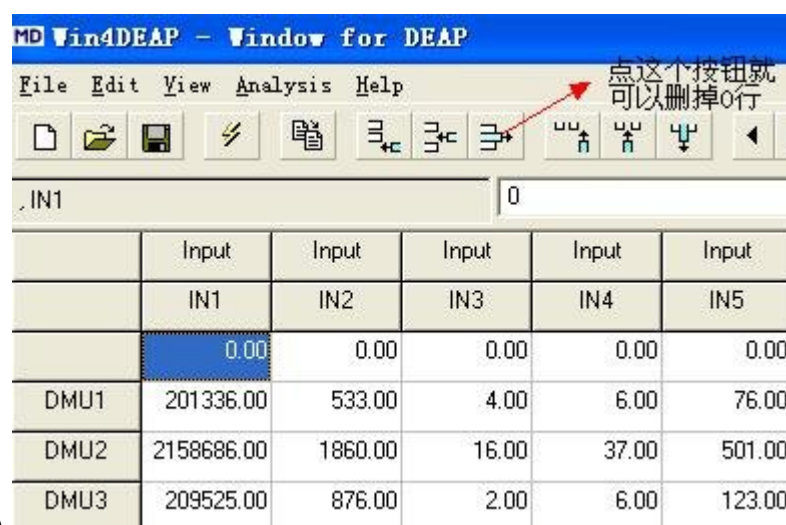 MD Win4DEAP - Window for DEAP
File Edit View Analysis Help
点这个按钮就
可以删掉0行
, IN1 0
Input Input Input Input Input
IN1 IN2 IN3 IN4 IN5
0.00 0.00 0.00 0.00 0.00
DMU1 201336.00 533.00 4.00 6.00 76.00
DMU2 2158686.00 1860.00 16.00 37.00 501.00
DMU3 209525.00 876.00 2.00 6.00 123.00